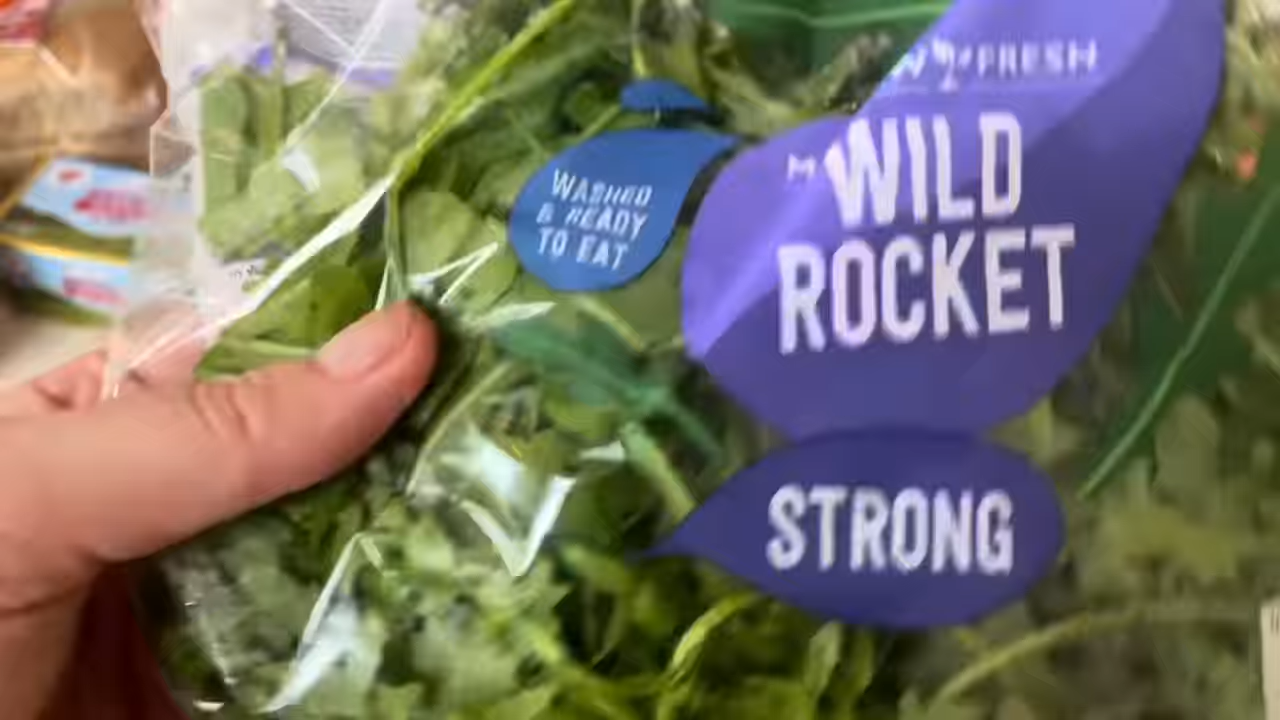 FRESH
WILD
ROCKET
WASHED
& READY
TO EAT
STRONG